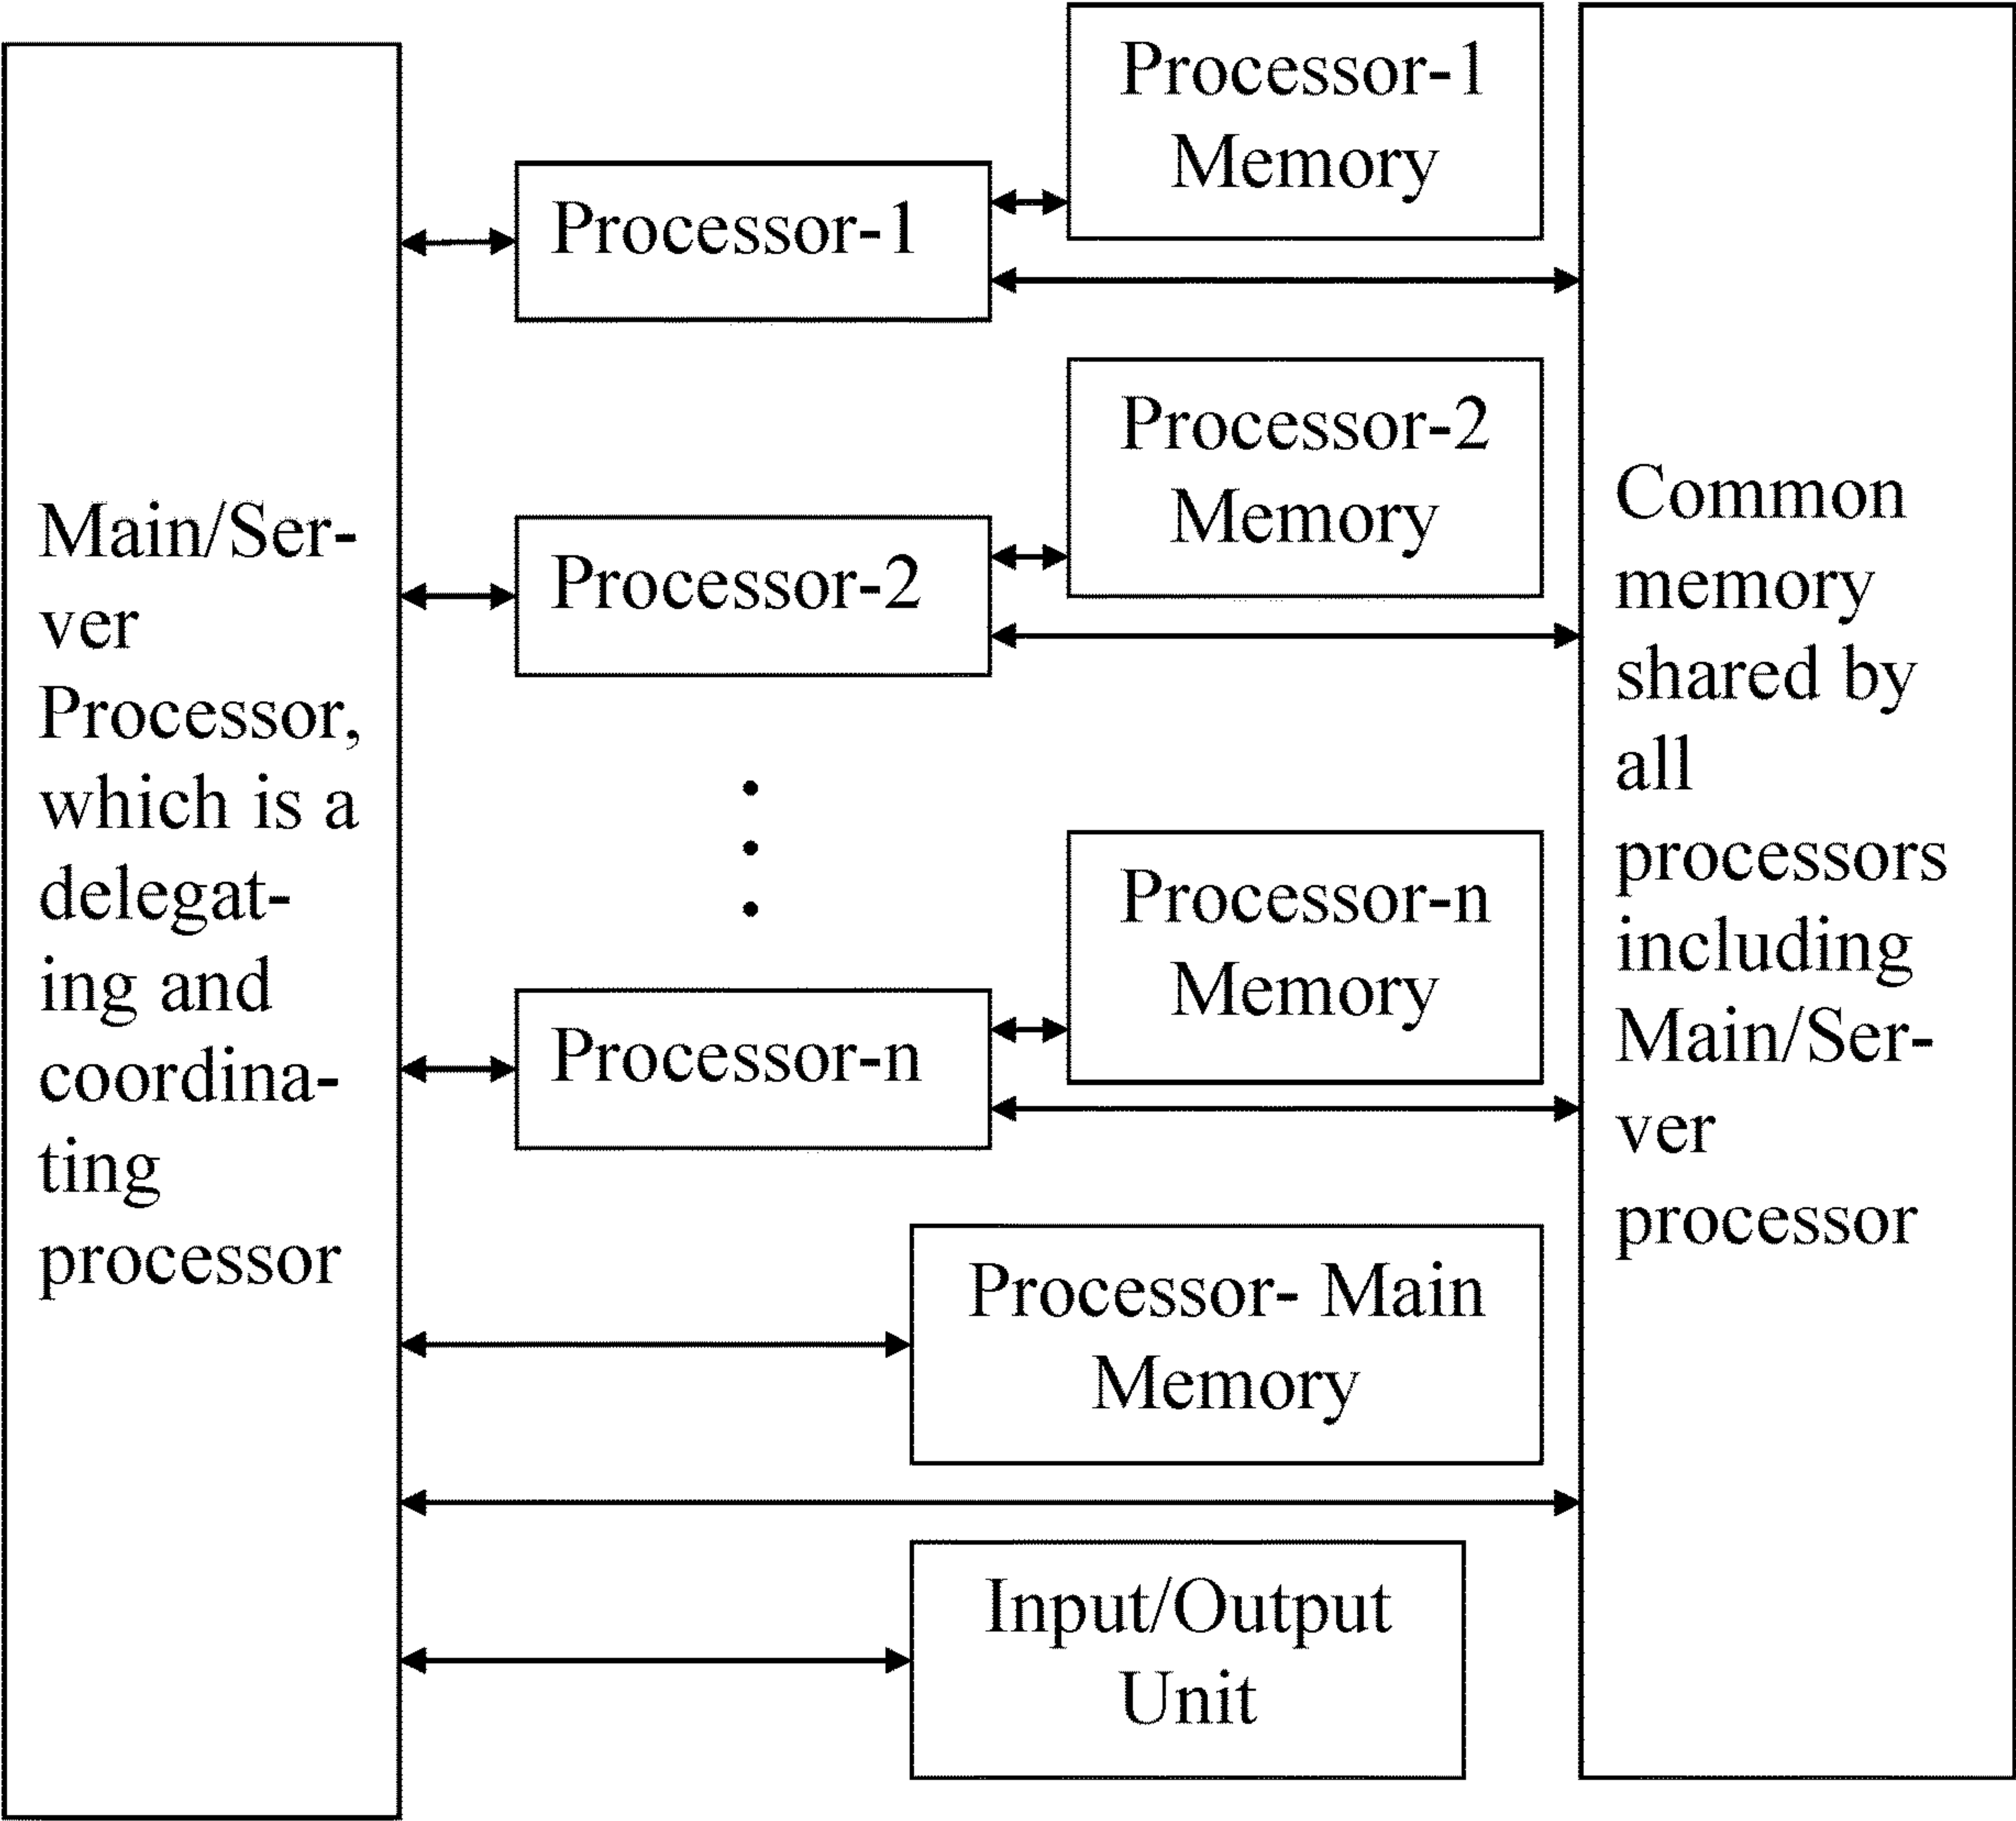 Main/Ser-
ver
Processor,
which is a
delegat-
ing and
coordina-
ting
processor
Processor-1
Processor-1
Memory
Processor-2
Processor-2
Memory
Processor-n
Processor-n
Memory
Processor- Main
Memory
Input/Output
Unit
Common
memory
shared by
all
processors
including
Main/Ser-
ver
processor